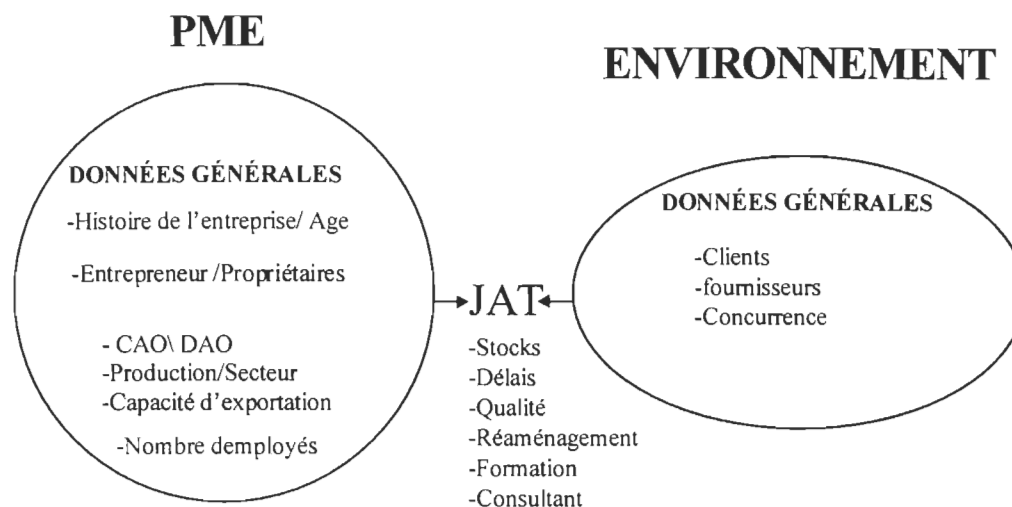 PME
DONNÉES GÉNÉRALES
-Histoire de l'entreprise/ Age
-Entrepreneur /Propriétaires
- CAO\ DAO
-Production/Secteur
-Capacité d'exportation
-Nombre demployés
JAT
-Stocks
-Délais
-Qualité
-Réaménagement
-Formation
-Consultant
ENVIRONNEMENT
DONNÉES GÉNÉRALES
-Clients
-fournisseurs
-Concurrence